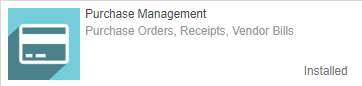 Purchase Management
Purchase Orders, Receipts, Vendor Bills
Installed